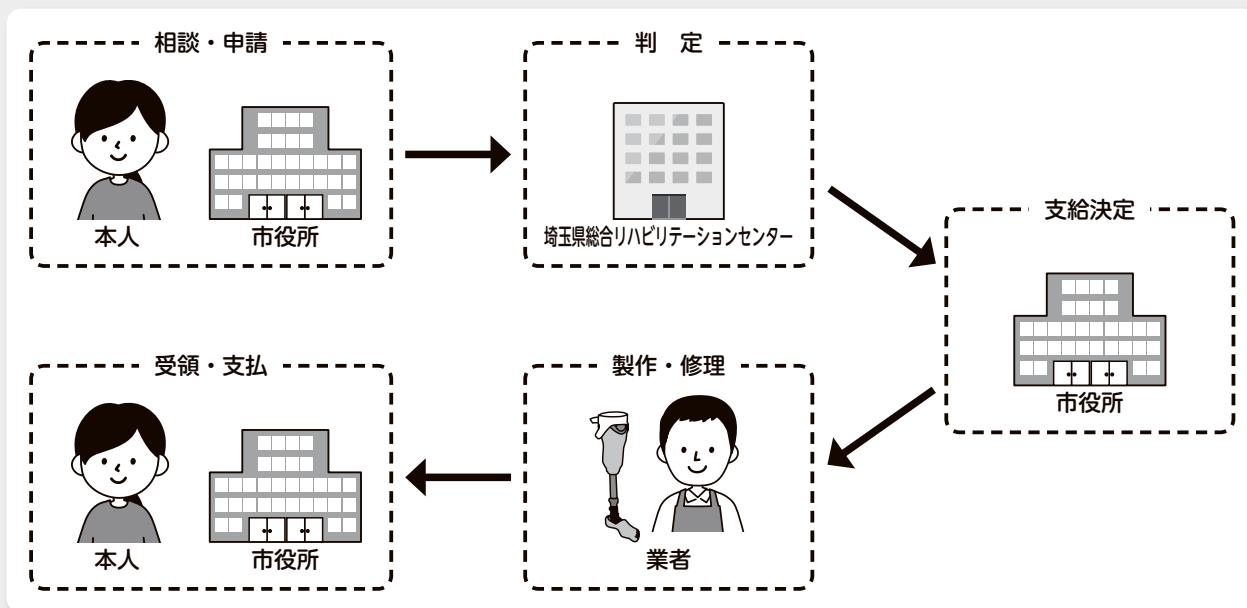 相談・申請
本人
市役所
判　定
埼玉県総合リハビリテーションセンター
支給決定
市役所
製作・修理
業者
受領・支払
本人
市役所